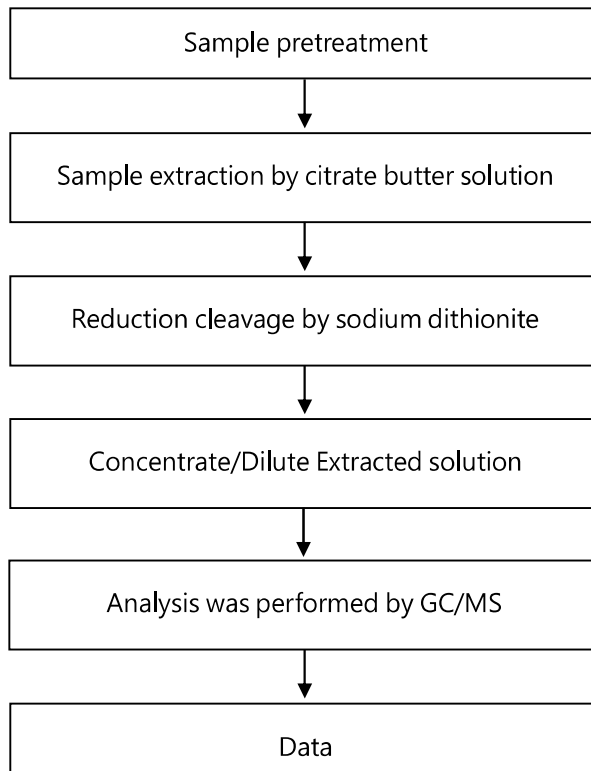 Sample pretreatment
Sample extraction by citrate butter solution
Reduction cleavage by sodium dithionite
Concentrate/Dilute Extracted solution
Analysis was performed by GC/MS
Data